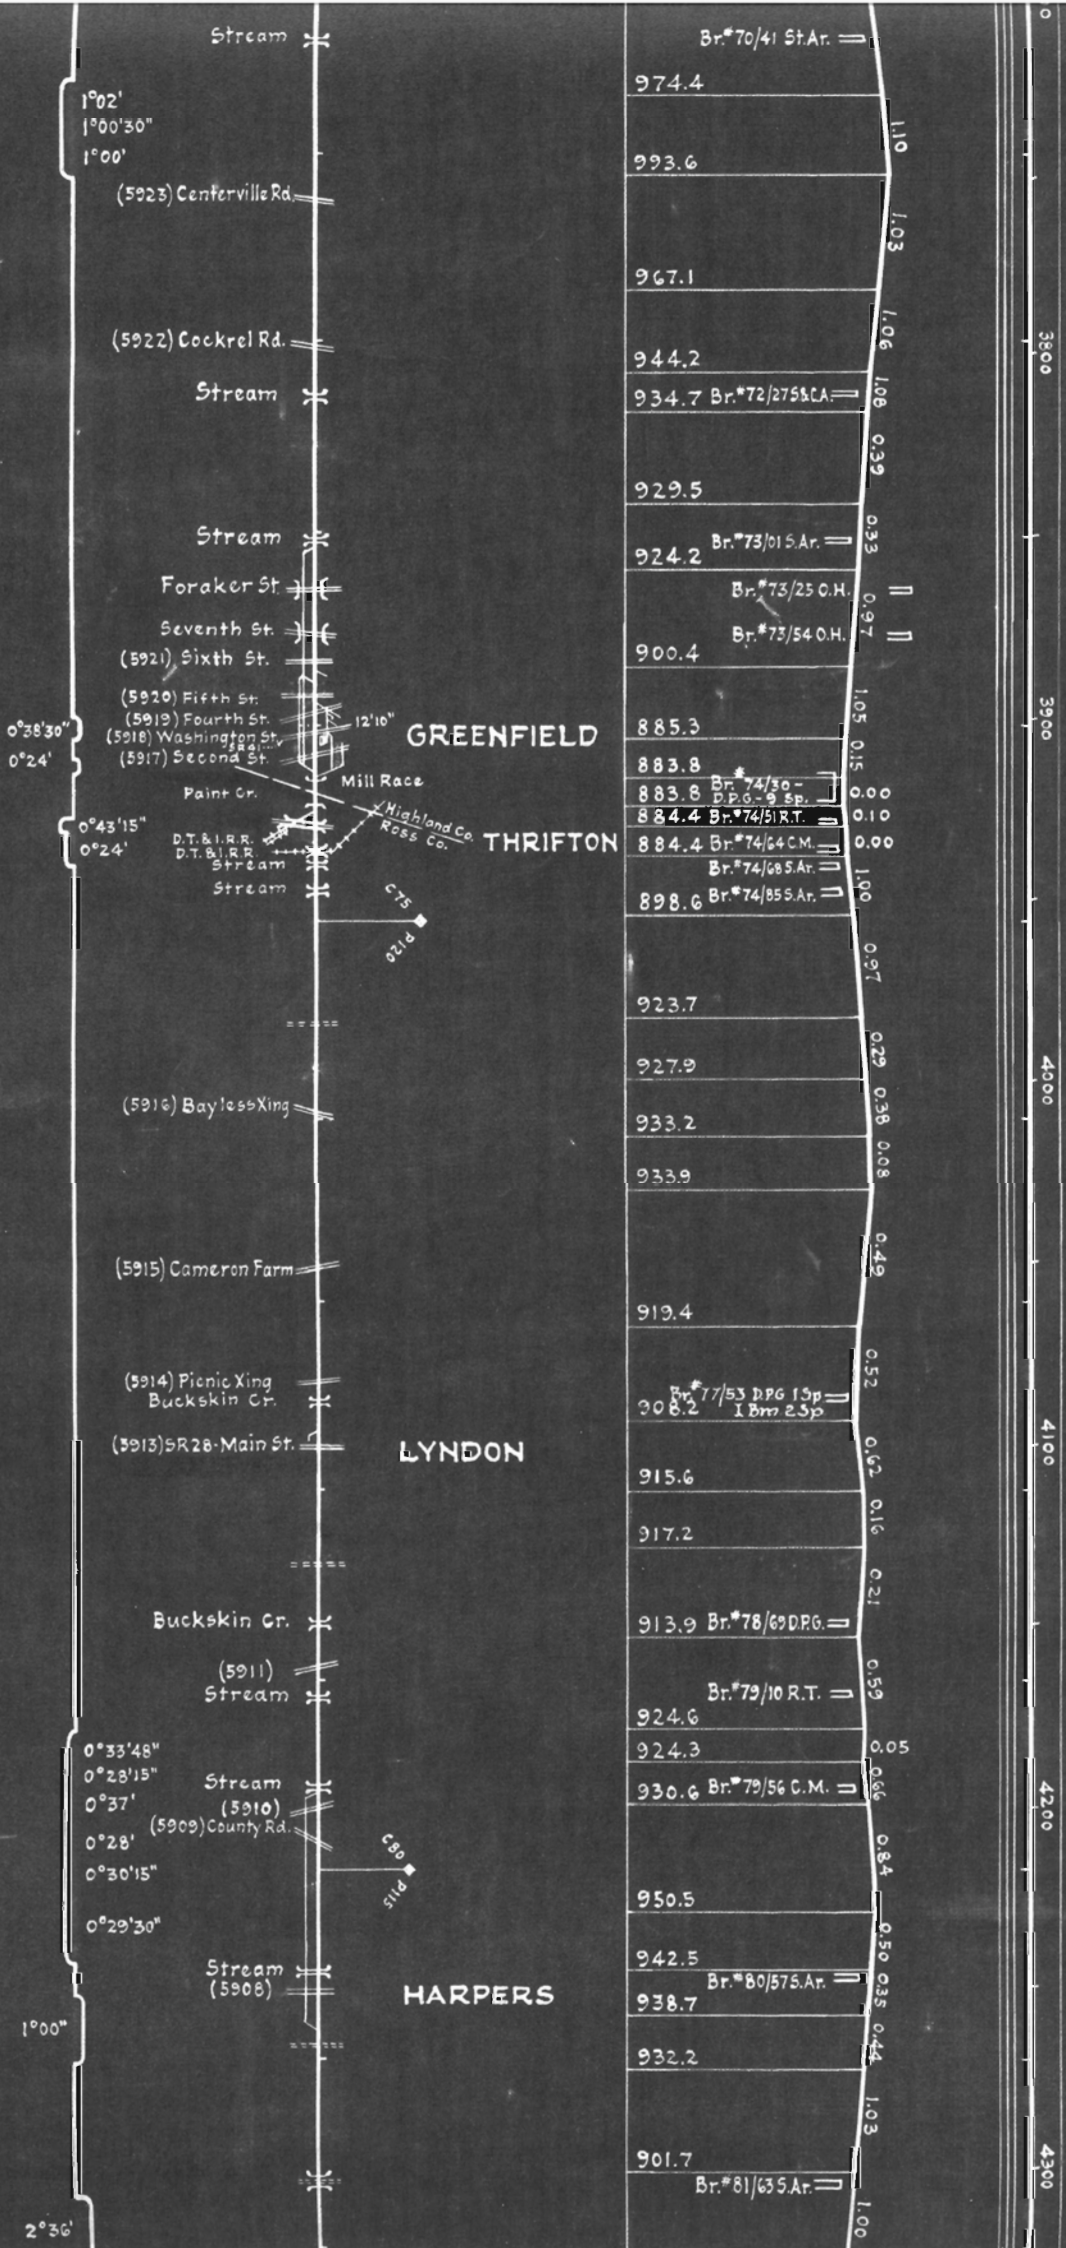 0
Stream
Br.#70/41 St.Ar.
974.4
1°02'
1°00'30"
1°00'
1.10
993.6
(5923) Centerville Rd.
1.03
967.1
1.06
(5922) Cockrel Rd.
3800
944.2
1.08
Stream
934.7 Br.#72/27S&C.A.
0.39
929.5
0.33
Stream
Br.#73/01 S.Ar.
924.2
Foraker St.
Br.#73/25 O.H.
0.97
Seventh St.
Br.#73/54 O.H.
900.4
(5921) Sixth St.
(5920) Fifth St.
1.05
(5919) Fourth St.
12'10"
0°38'30"
(5918) Washington St.
SR41
GREENFIELD
885.3
3900
0°24'
(5917) Second St.
0.15
883.8
Mill Race
Br.#74/30-
D.P.G.-9 Sp.
Paint Cr.
883.8
0.00
Highland Co.
Ross Co.
884.4 Br.#74/51 R.T.
0.10
0°43'15"
0°24'
D.T.&I.R.R.
D.T.&I.R.R.
THRIFTON
884.4 Br.#74/64 C.M.
0.00
Stream
Br.#74/68 S.Ar.
1.00
Stream
898.6 Br.#74/85 S.Ar.
C75
P120
0.97
923.7
0.29
927.9
4000
(5916) Bayless Xing
0.38
933.2
0.08
933.9
0.49
(5915) Cameron Farm
919.4
0.52
(5914) Picnic Xing
Buckskin Cr.
Br.#77/53 DPG 1Sp
1 Bm 2Sp
908.2
(5913) SR28-Main St.
LYNDON
4100
0.62
915.6
0.16
917.2
0.21
Buckskin Cr.
913.9 Br.#78/69 D.P.G.
(5911)
0.59
Stream
Br.#79/10 R.T.
924.6
0°33'48"
924.3
0.05
0°28'15"
Stream
930.6 Br.#79/56 C.M.
0.66
0°37'
(5910)
4200
(5909) County Rd.
0°28'
0.84
0°30'15"
C80
P115
950.5
0°29'30"
0.50
942.5
Stream
Br.#80/57 S.Ar.
0.35
(5908)
HARPERS
938.7
1°00"
0.44
932.2
1.03
901.7
4300
Br.#81/63 S.Ar.
1.00
2°36'